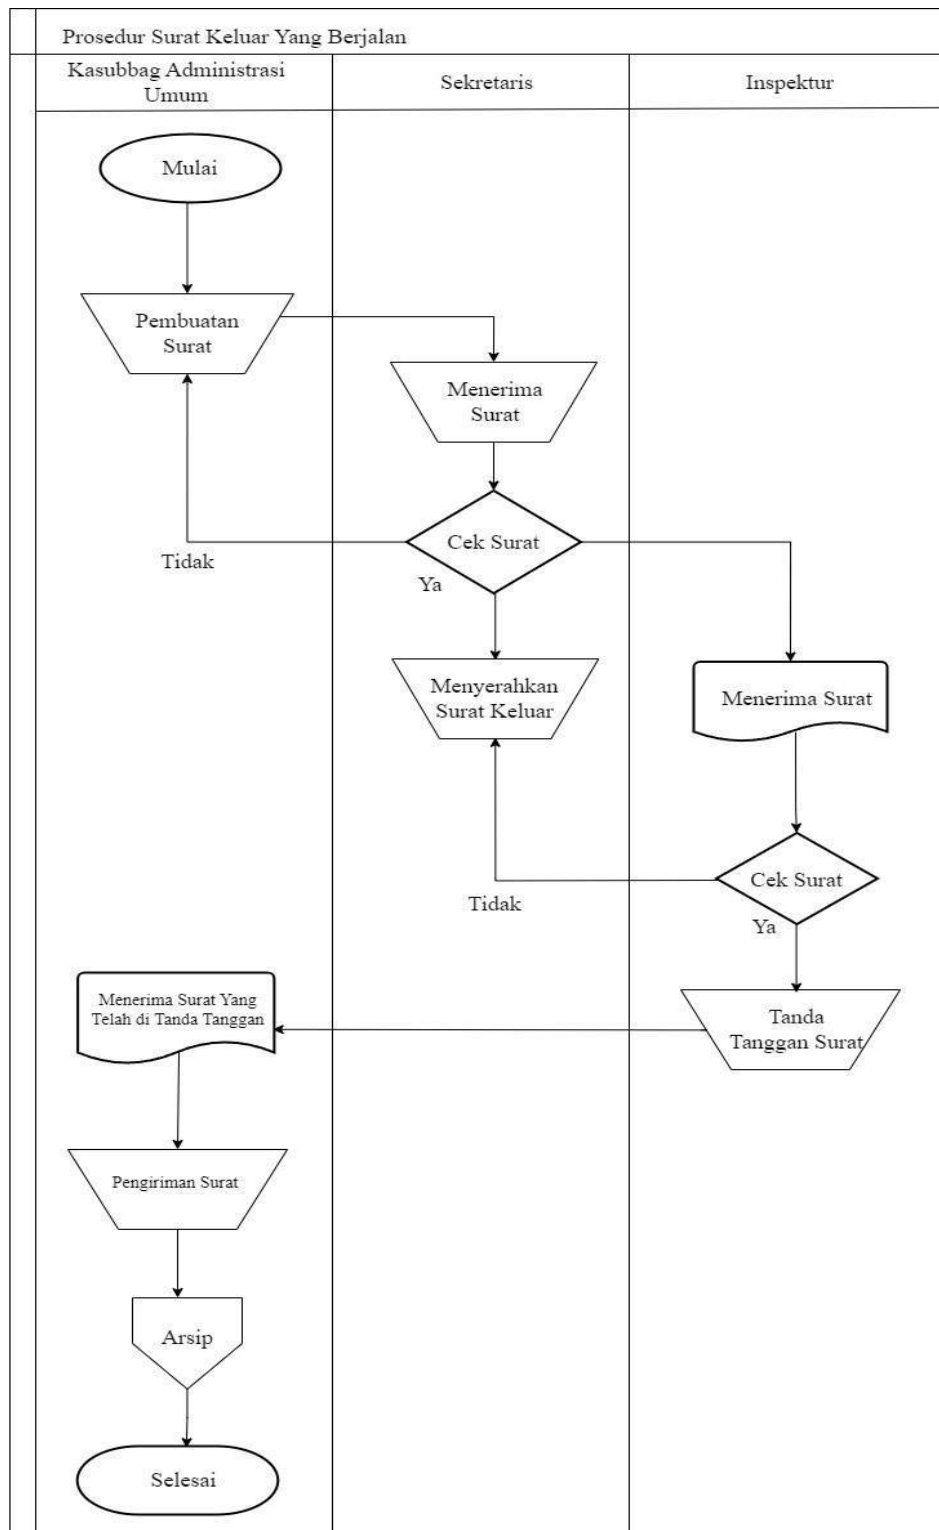 Prosedur Surat Keluar Yang Berjalan
Kasubbag Administrasi
Umum
Sekretaris
Inspektur
Mulai
Pembuatan
Surat
Menerima
Surat
Cek Surat
Tidak
Ya
Menyerahkan
Surat Keluar
Menerima Surat
Cek Surat
Tidak
Ya
Tanda
Tanggan Surat
Menerima Surat Yang
Telah di Tanda Tanggan
Pengiriman Surat
Arsip
Selesai